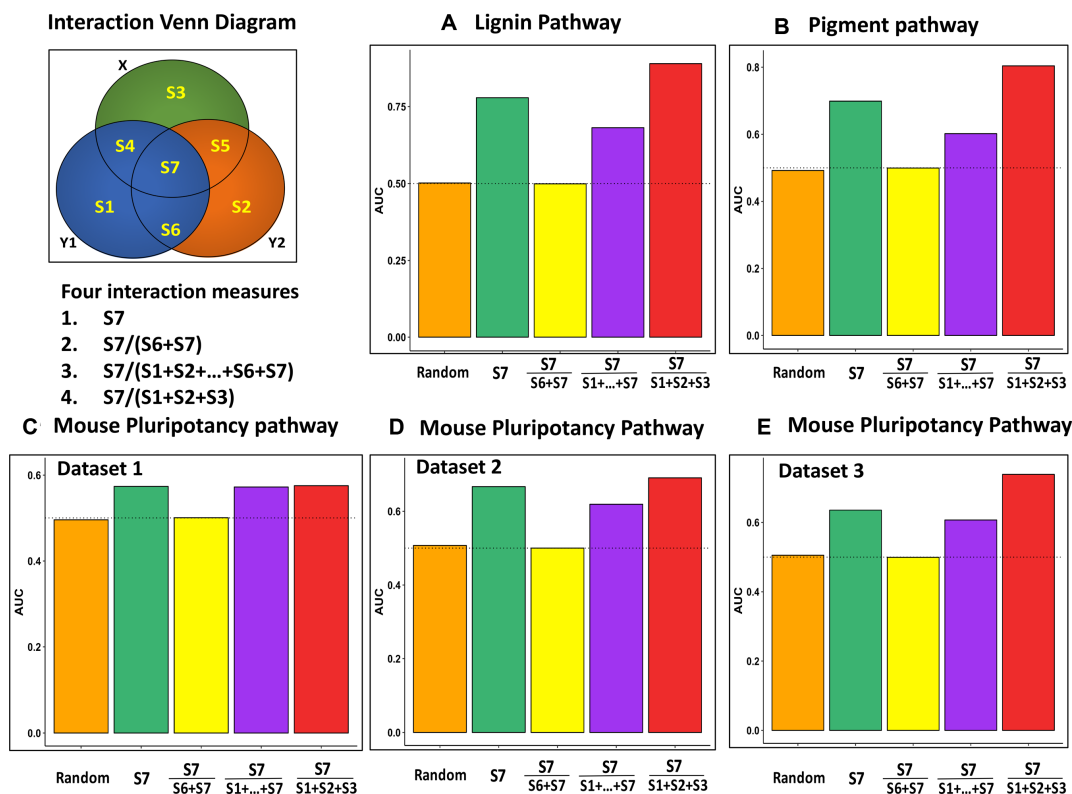 Interaction Venn Diagram
X
S3
S4
S5
S7
S1
S2
S6
Y1
Y2
Four interaction measures
1. S7
2. S7/(S6+S7)
3. S7/(S1+S2+...+S6+S7)
4. S7/(S1+S2+S3)
A Lignin Pathway
AUC
0.75
0.50
0.25
0.00
Random
S7
S7
S6+S7
S7
S1+...+S7
S7
S1+S2+S3
B Pigment pathway
AUC
0.8
0.6
0.4
0.2
0.0
Random
S7
S7
S6+S7
S7
S1+...+S7
S7
S1+S2+S3
C Mouse Pluripotancy pathway
Dataset 1
AUC
0.6
0.4
0.2
0.0
Random
S7
S7
S6+S7
S7
S1+...+S7
S7
S1+S2+S3
D Mouse Pluripotancy Pathway
Dataset 2
AUC
0.6
0.4
0.2
0.0
Random
S7
S7
S6+S7
S7
S1+...+S7
S7
S1+S2+S3
E Mouse Pluripotancy Pathway
Dataset 3
AUC
0.6
0.4
0.2
0.0
Random
S7
S7
S6+S7
S7
S1+...+S7
S7
S1+S2+S3